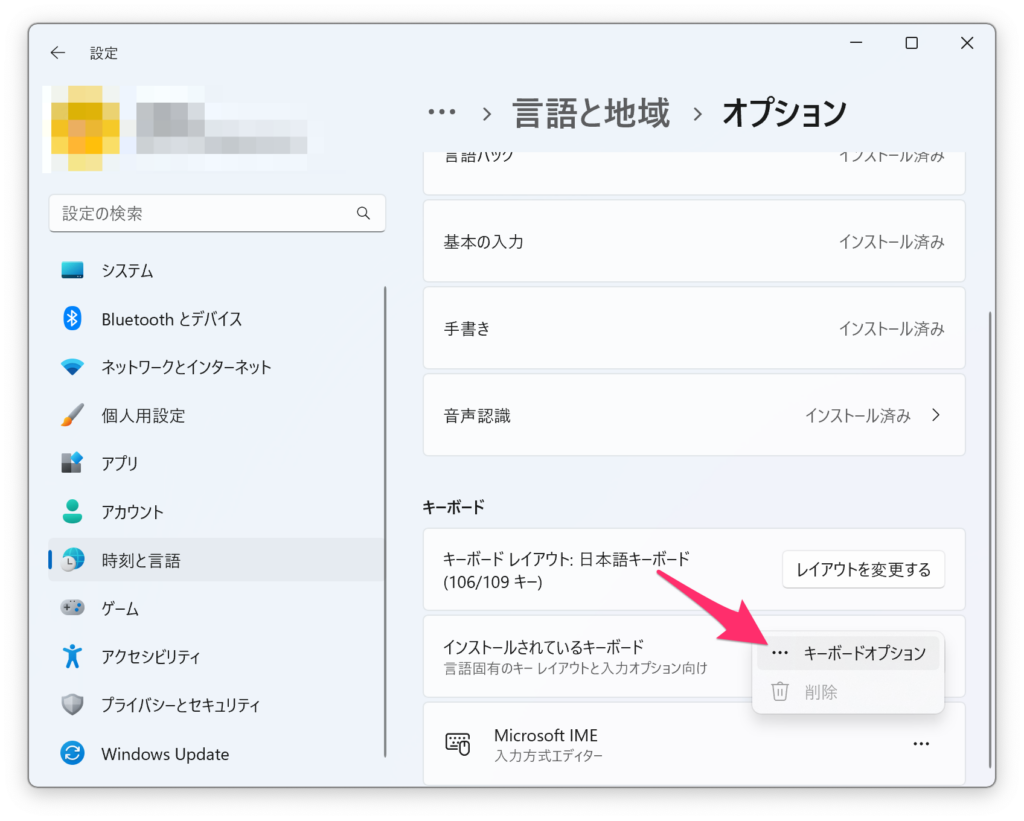 設定
設定の検索
システム
Bluetooth とデバイス
ネットワークとインターネット
個人用設定
アプリ
アカウント
時刻と言語
ゲーム
アクセシビリティ
プライバシーとセキュリティ
Windows Update
… > 言語と地域 > オプション
言語パック インストール済み
基本の入力 インストール済み
手書き インストール済み
音声認識 インストール済み
キーボード
キーボード レイアウト: 日本語キーボード
(106/109 キー)
レイアウトを変更する
インストールされているキーボード
言語固有のキー レイアウトと入力オプション向け
… キーボードオプション
削除
Microsoft IME
入力方式エディター